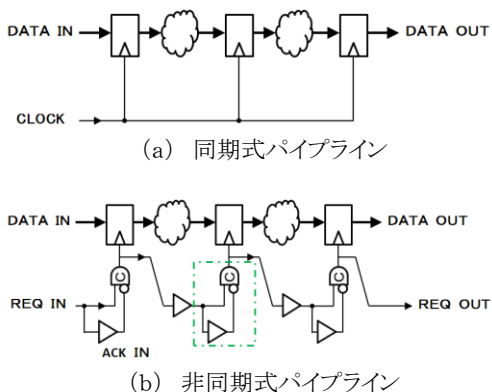 DATA IN
DATA OUT
CLOCK
(a) 同期式パイプライン
DATA IN
DATA OUT
C
C
C
REQ IN
REQ OUT
ACK IN
(b) 非同期式パイプライン